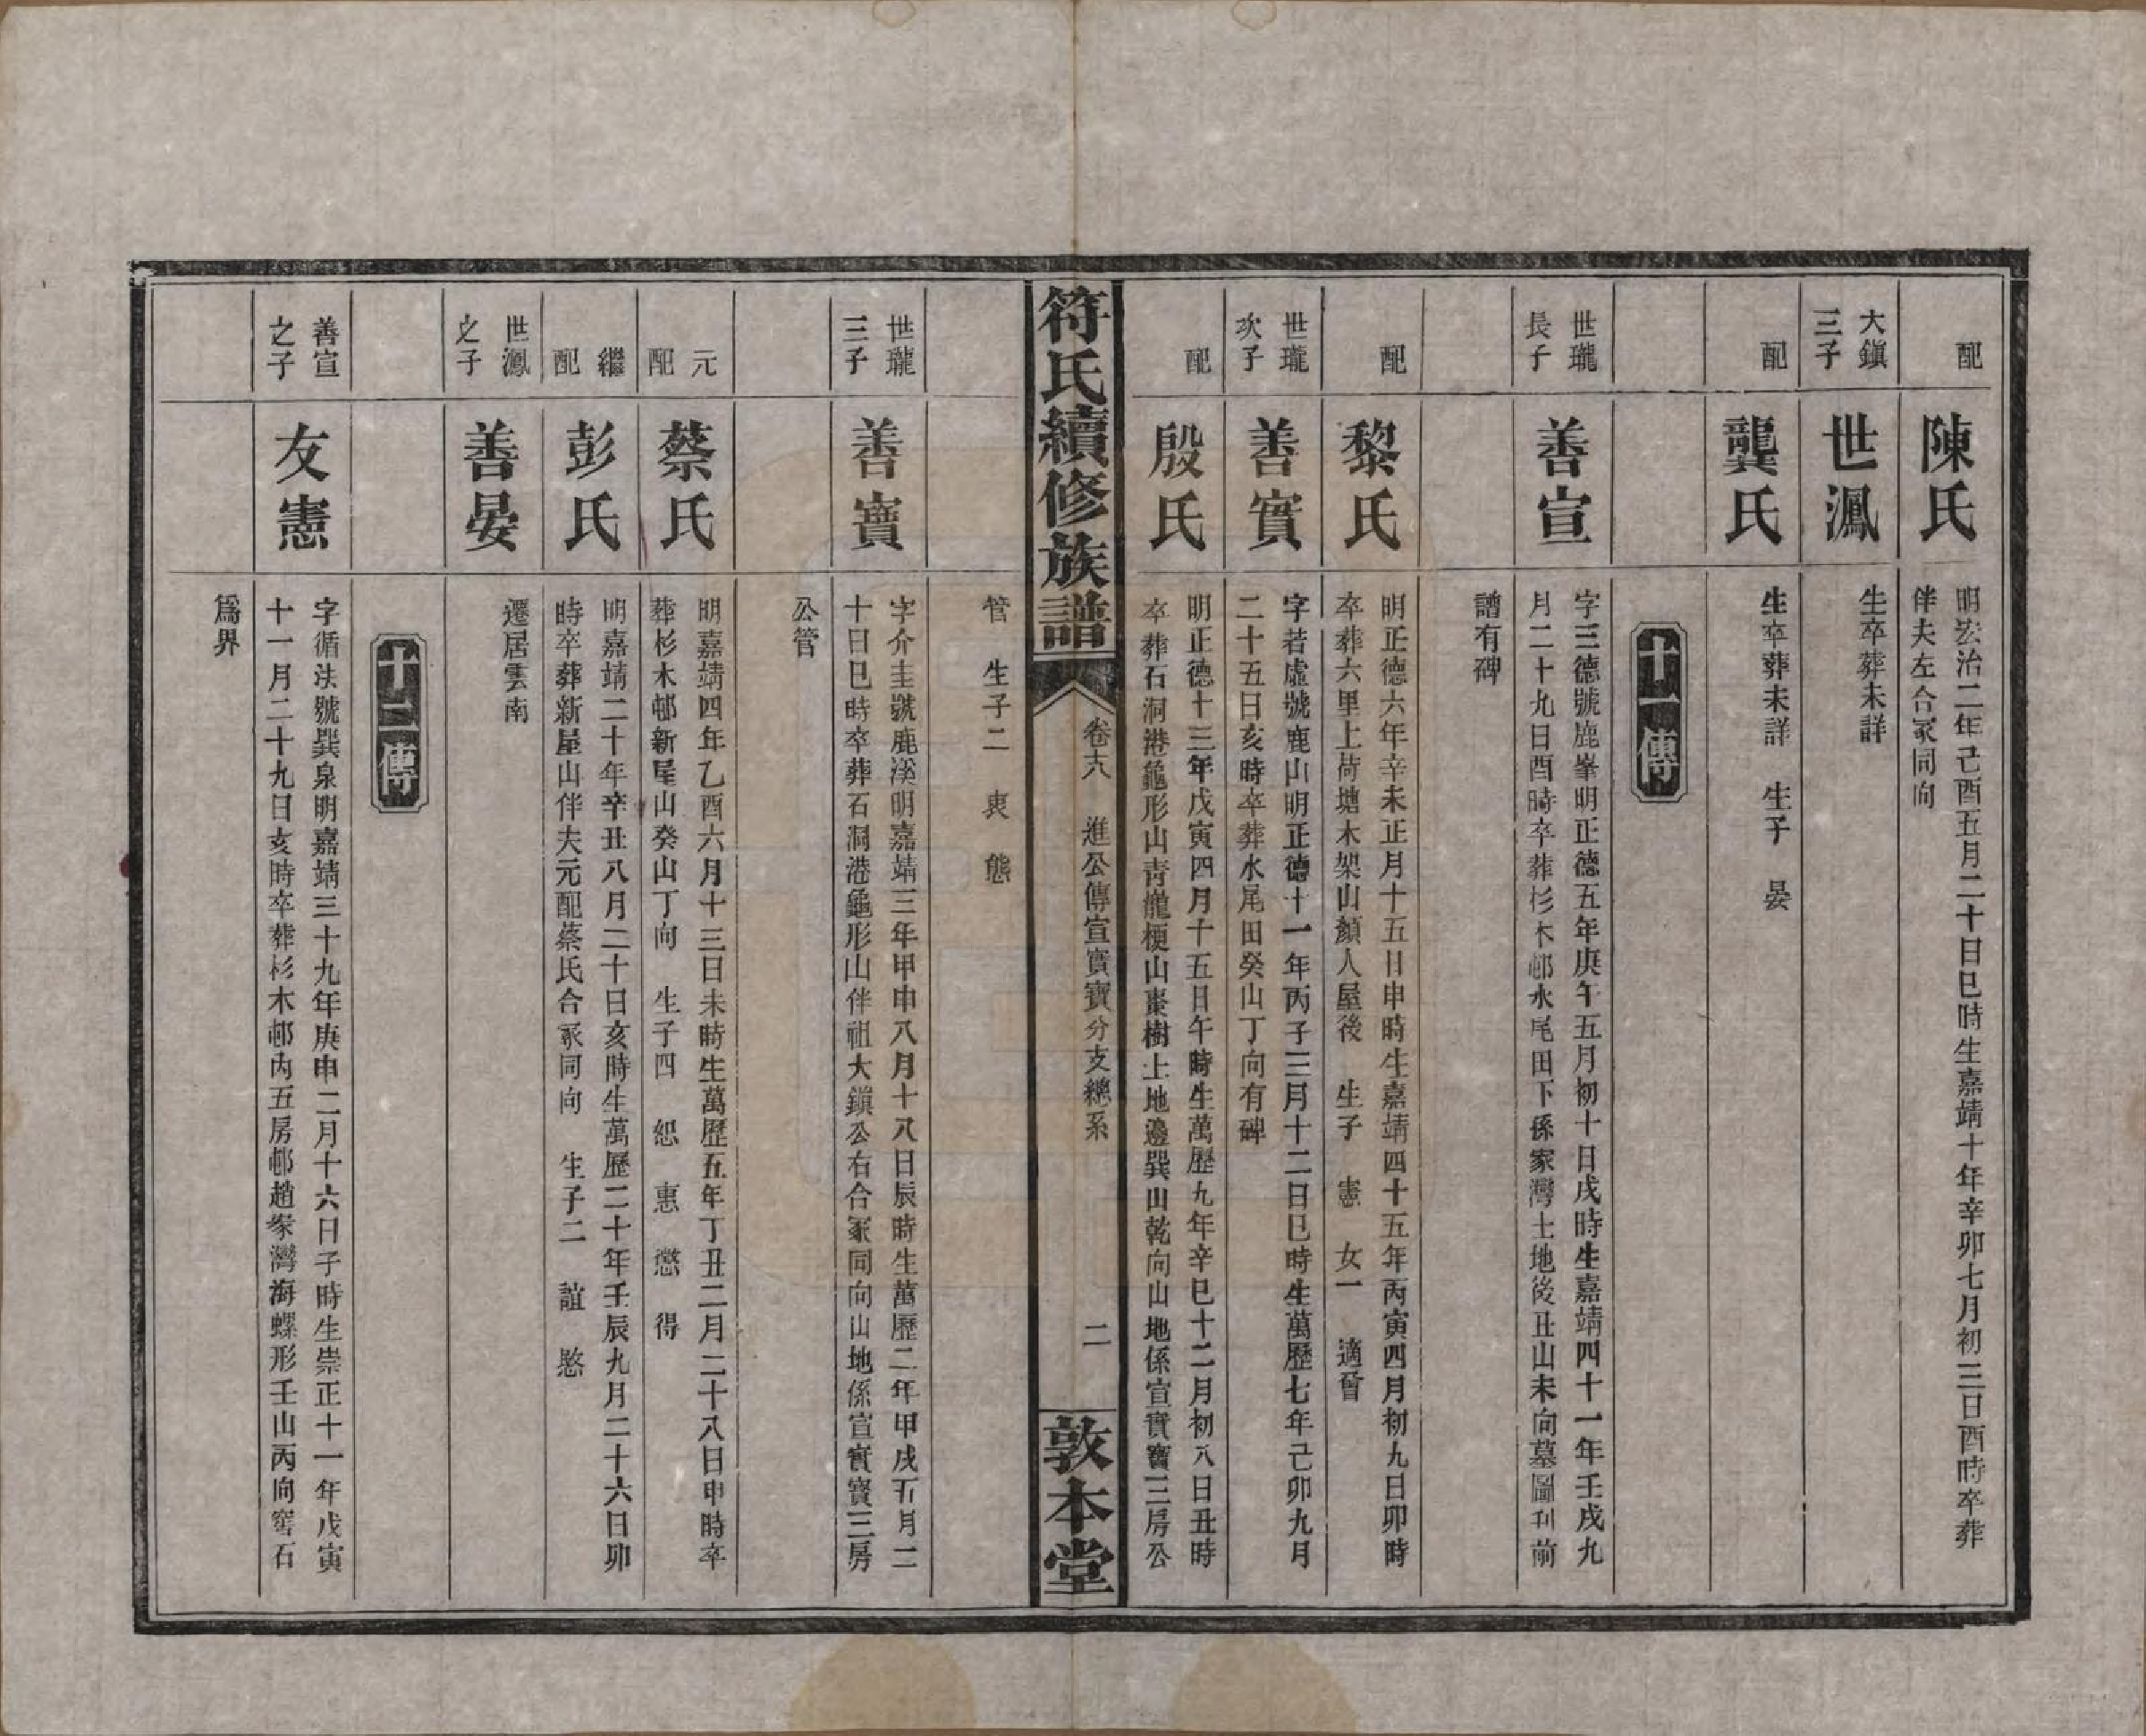 配
陳氏
明宏治二年己酉五月二十日巳時生嘉靖十年辛卯七月初三日酉時卒葬
伴夫左合冢同向
大鎭
三子
世鳳
生卒葬未詳
配
龔氏
生卒葬未詳　生子　晏
十一傳
世瓏
長子
善宣
字三德號鹿峯明正德五年庚午五月初十日戌時生嘉靖四十一年壬戌九
月二十九日酉時卒葬杉木邨水尾田下孫家灣土地後丑山未向墓圖刊前
譜有碑
配
黎氏
明正德六年辛未正月十五日申時生嘉靖四十五年丙寅四月初九日卯時
卒葬六里上荷塘木架山顏人屋後　生子　憲　女一　適晉
世瓏
次子
善實
字若虛號鹿山明正德十一年丙子三月十二日巳時生萬歷七年己卯九月
二十五日亥時卒葬水尾田癸山丁向有碑
配
殷氏
明正德十三年戊寅四月十五日午時生萬歷九年辛巳十二月初八日丑時
卒葬石洞港龜形山青龍梗山棗樹土地邊巽山乾向山地係宣實寶三房公
符氏續修族譜
卷十八　進公傳宣實寶分支總系
二
敦本堂
管　生子二　衷　態
世瓏
三子
善寶
字介圭號鹿溪明嘉靖三年甲申八月十八日辰時生萬歷二年甲戌五月二
十日巳時卒葬石洞港龜形山伴祖大鎭公右合冢同向山地係宣實寶三房
公管
元
配
蔡氏
明嘉靖四年乙酉六月十三日未時生萬歷五年丁丑二月二十八日申時卒
葬杉木邨新屋山癸山丁向　生子四　恕　惠　懲　得
繼
配
彭氏
明嘉靖二十年辛丑八月二十日亥時生萬歷二十年壬辰九月二十六日卯
時卒葬新屋山伴夫元配蔡氏合冢同向　生子二　誼　愍
世鳳
之子
善晏
遷居雲南
十二傳
善宣
之子
友憲
字循法號巽泉明嘉靖三十九年庚申二月十六日子時生崇正十一年戊寅
十一月二十九日亥時卒葬杉木邨內五房邨趙家灣海螺形壬山丙向窖石
爲界